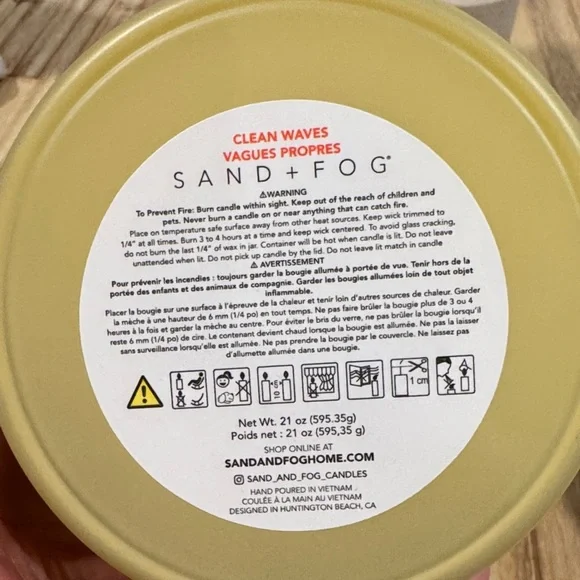 CLEAN WAVES
VAGUES PROPRES
SAND + FOG®
⚠WARNING
To Prevent Fire: Burn candle within sight. Keep out of the reach of children and
pets. Never burn a candle on or near anything that can catch fire.
Place on temperature safe surface away from other heat sources. Keep wick trimmed to
1/4" at all times. Burn 3 to 4 hours at a time and keep wick centered. To avoid glass cracking,
do not burn the last 1/4" of wax in jar. Container will be hot when candle is lit. Do not leave
unattended when lit. Do not pick up candle by the lid. Do not leave lit match in candle
⚠ AVERTISSEMENT
Pour prévenir les incendies : toujours garder la bougie allumée à portée de vue. Tenir hors de la
portée des enfants et des animaux de compagnie. Garder les bougies allumées loin de tout objet
inflammable.
Placer la bougie sur une surface à l'épreuve de la chaleur et tenir loin d'autres sources de chaleur. Garder
la mèche à une hauteur de 6 mm (1/4 po) en tout temps. Ne pas faire brûler la bougie plus de 3 ou 4
heures à la fois et garder la mèche au centre. Pour éviter le bris du verre, ne pas brûler la bougie lorsqu'il
reste 6 mm (1/4 po) de cire. Le contenant devient chaud lorsque la bougie est allumée. Ne pas la laisser
sans surveillance lorsqu'elle est allumée. Ne pas prendre la bougie par le couvercle. Ne laissez pas
d'allumette allumée dans une bougie.
1 cm
Net Wt. 21 oz (595.35g)
Poids net : 21 oz (595,35 g)
SHOP ONLINE AT
SANDANDFOGHOME.COM
SAND_AND_FOG_CANDLES
HAND POURED IN VIETNAM
COULÉE À LA MAIN AU VIETNAM
DESIGNED IN HUNTINGTON BEACH, CA